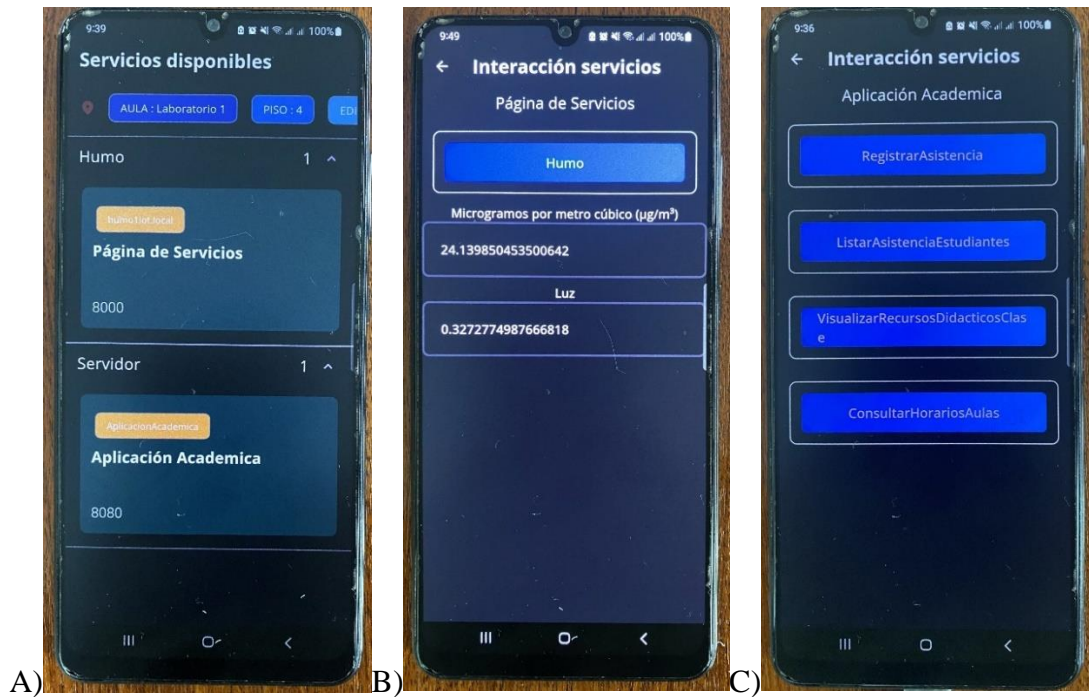 9:39
100%
Servicios disponibles
AULA : Laboratorio 1
PISO : 4
EDI
Humo
1
humo1iot.local
Página de Servicios
8000
Servidor
1
AplicacionAcademica
Aplicación Academica
8080
A)
9:49
100%
Interacción servicios
Página de Servicios
Humo
Microgramos por metro cúbico (µg/m³)
24.139850453500642
Luz
0.3272774987666818
B)
9:36
100%
Interacción servicios
Aplicación Academica
RegistrarAsistencia
ListarAsistenciaEstudiantes
VisualizarRecursosDidacticosClas
e
ConsultarHorariosAulas
C)